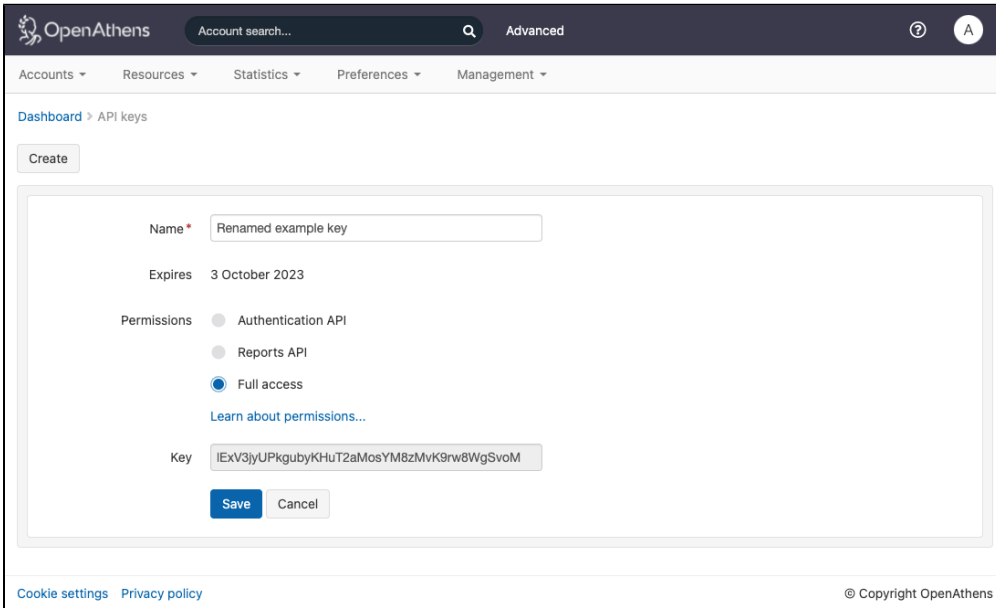 OpenAthens Account search... Advanced ? A
Accounts Resources Statistics Preferences Management
Dashboard > API keys
Create
Name* Renamed example key
Expires 3 October 2023
Permissions Authentication API
Reports API
Full access
Learn about permissions...
Key lExV3jyUPkgubyKHuT2aMosYM8zMvK9rw8WgSvoM
Save Cancel
Cookie settings Privacy policy © Copyright OpenAthens